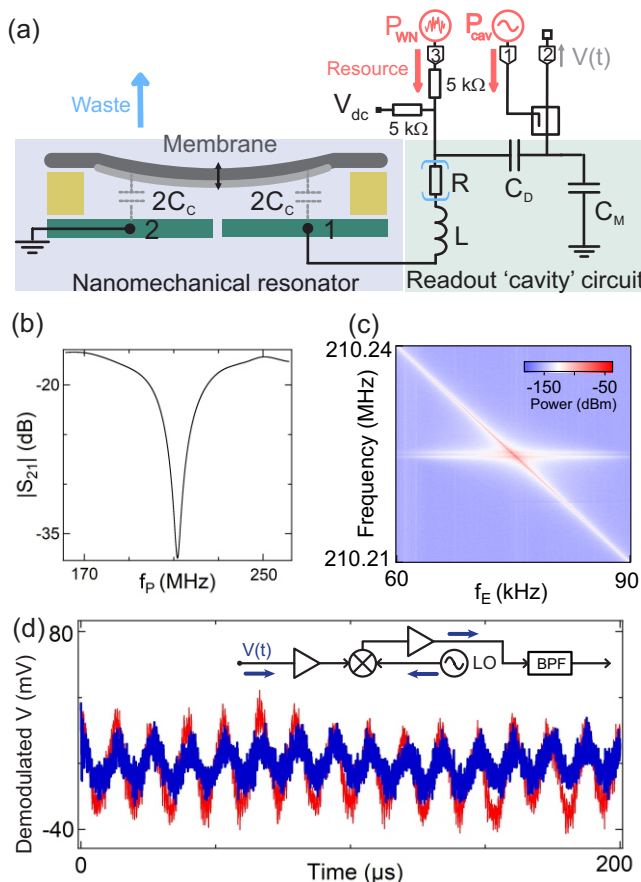 (a)
P_WN
P_cav
3
1
2
V(t)
Resource
5 kΩ
Waste
V_dc
5 kΩ
Membrane
R
C_D
2C_C
2C_C
C_M
2
1
L
Nanomechanical resonator
Readout 'cavity' circuit
(b)
-20
|S_21| (dB)
-35
170
250
f_P (MHz)
(c)
210.24
-150
-50
Power (dBm)
Frequency (MHz)
210.21
60
90
f_E (kHz)
(d)
80
V(t)
LO
BPF
Demodulated V (mV)
-40
0
200
Time (µs)